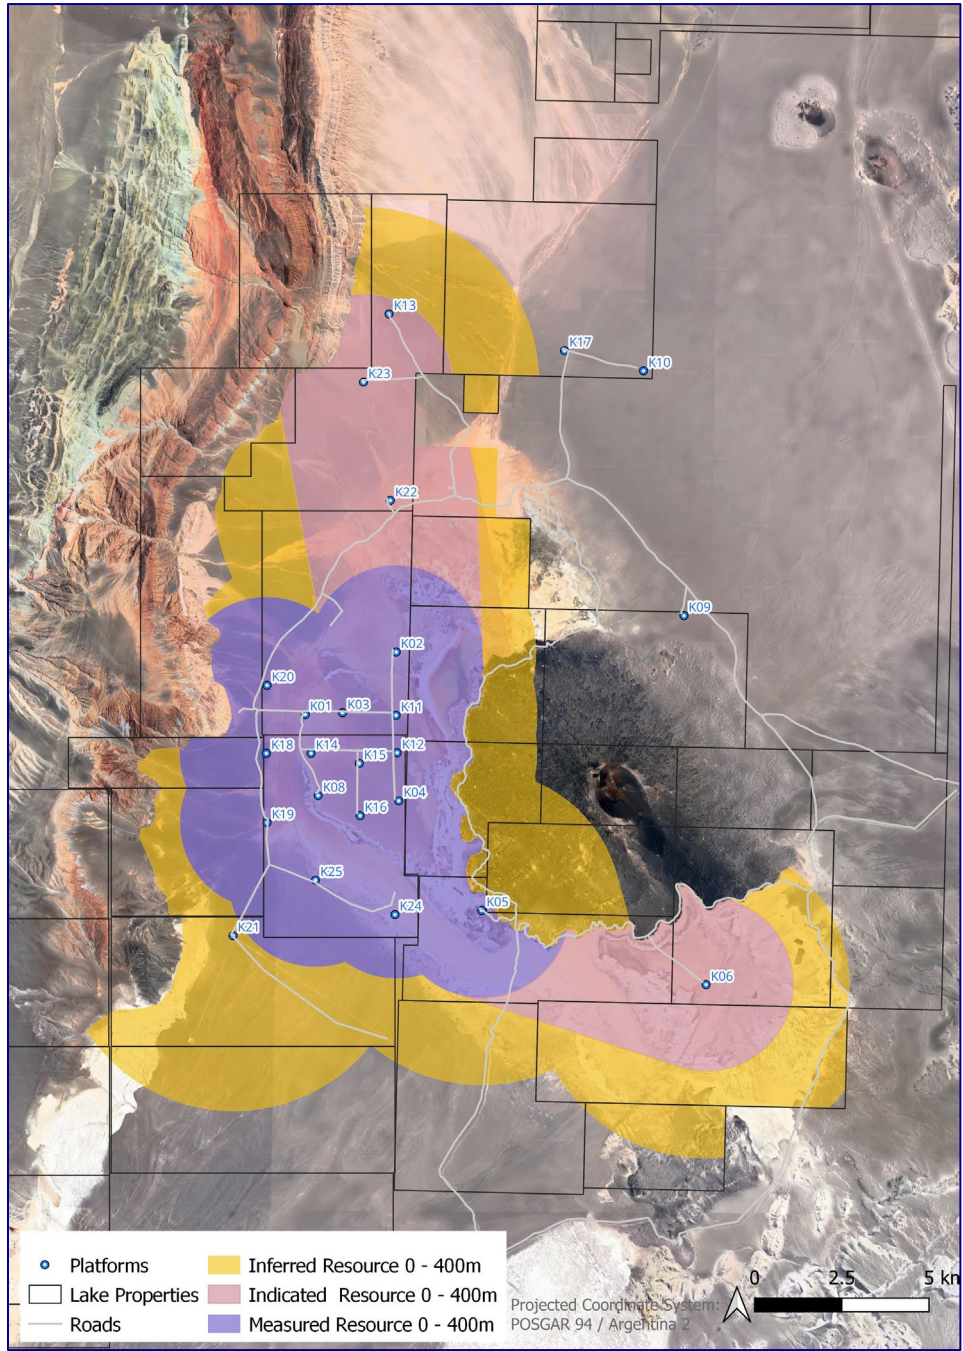 K13
K17
K10
K23
K22
K09
K02
K20
K01
K03
K11
K18
K14
K15
K12
K08
K04
K19
K16
K25
K24
K05
K21
K06
Platforms
Lake Properties
Roads
Inferred Resource 0 - 400m
Indicated Resource 0 - 400m
Measured Resource 0 - 400m
Projected Coordinate System:
POSGAR 94 / Argentina 2
0 2.5 5 km